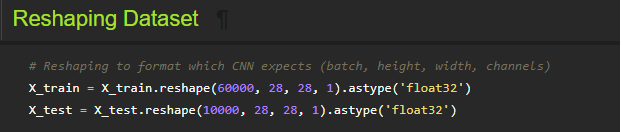 Reshaping Dataset ¶
# Reshaping to format which CNN expects (batch, height, width, channels)
X_train = X_train.reshape(60000, 28, 28, 1).astype('float32')
X_test = X_test.reshape(10000, 28, 28, 1).astype('float32')